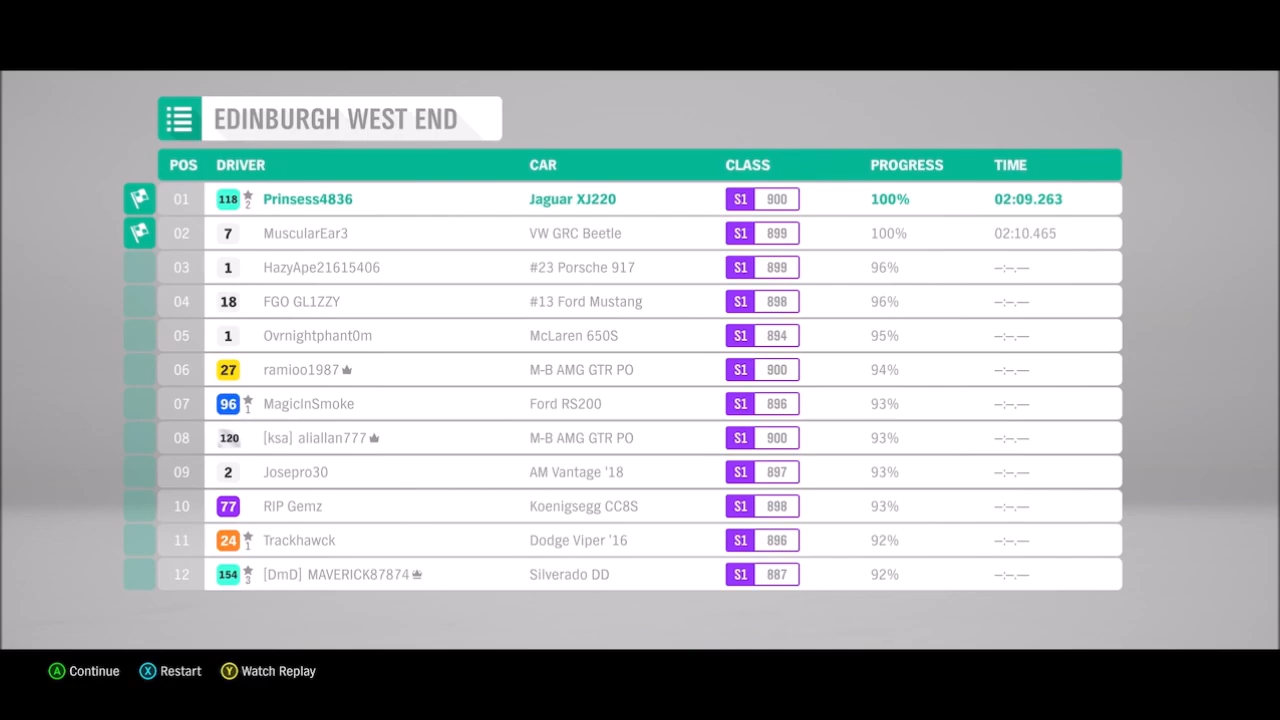 EDINBURGH WEST END
POS DRIVER CAR CLASS PROGRESS TIME
01 118 2 Prinsess4836 Jaguar XJ220 S1 900 100% 02:09.263
02 7 MuscularEar3 VW GRC Beetle S1 899 100% 02:10.465
03 1 HazyApe21615406 #23 Porsche 917 S1 899 96% --:--.---
04 18 FGO GL1ZZY #13 Ford Mustang S1 898 96% --:--.---
05 1 Ovrnightphant0m McLaren 650S S1 894 95% --:--.---
06 27 ramioo1987 M-B AMG GTR PO S1 900 94% --:--.---
07 96 1 MagicInSmoke Ford RS200 S1 896 93% --:--.---
08 120 [ksa] aliallan777 M-B AMG GTR PO S1 900 93% --:--.---
09 2 Josepro30 AM Vantage '18 S1 897 93% --:--.---
10 77 RIP Gemz Koenigsegg CC8S S1 898 93% --:--.---
11 24 1 Trackhawck Dodge Viper '16 S1 896 92% --:--.---
12 154 3 [DmD] MAVERICK87874 Silverado DD S1 887 92% --:--.---
A Continue X Restart Y Watch Replay